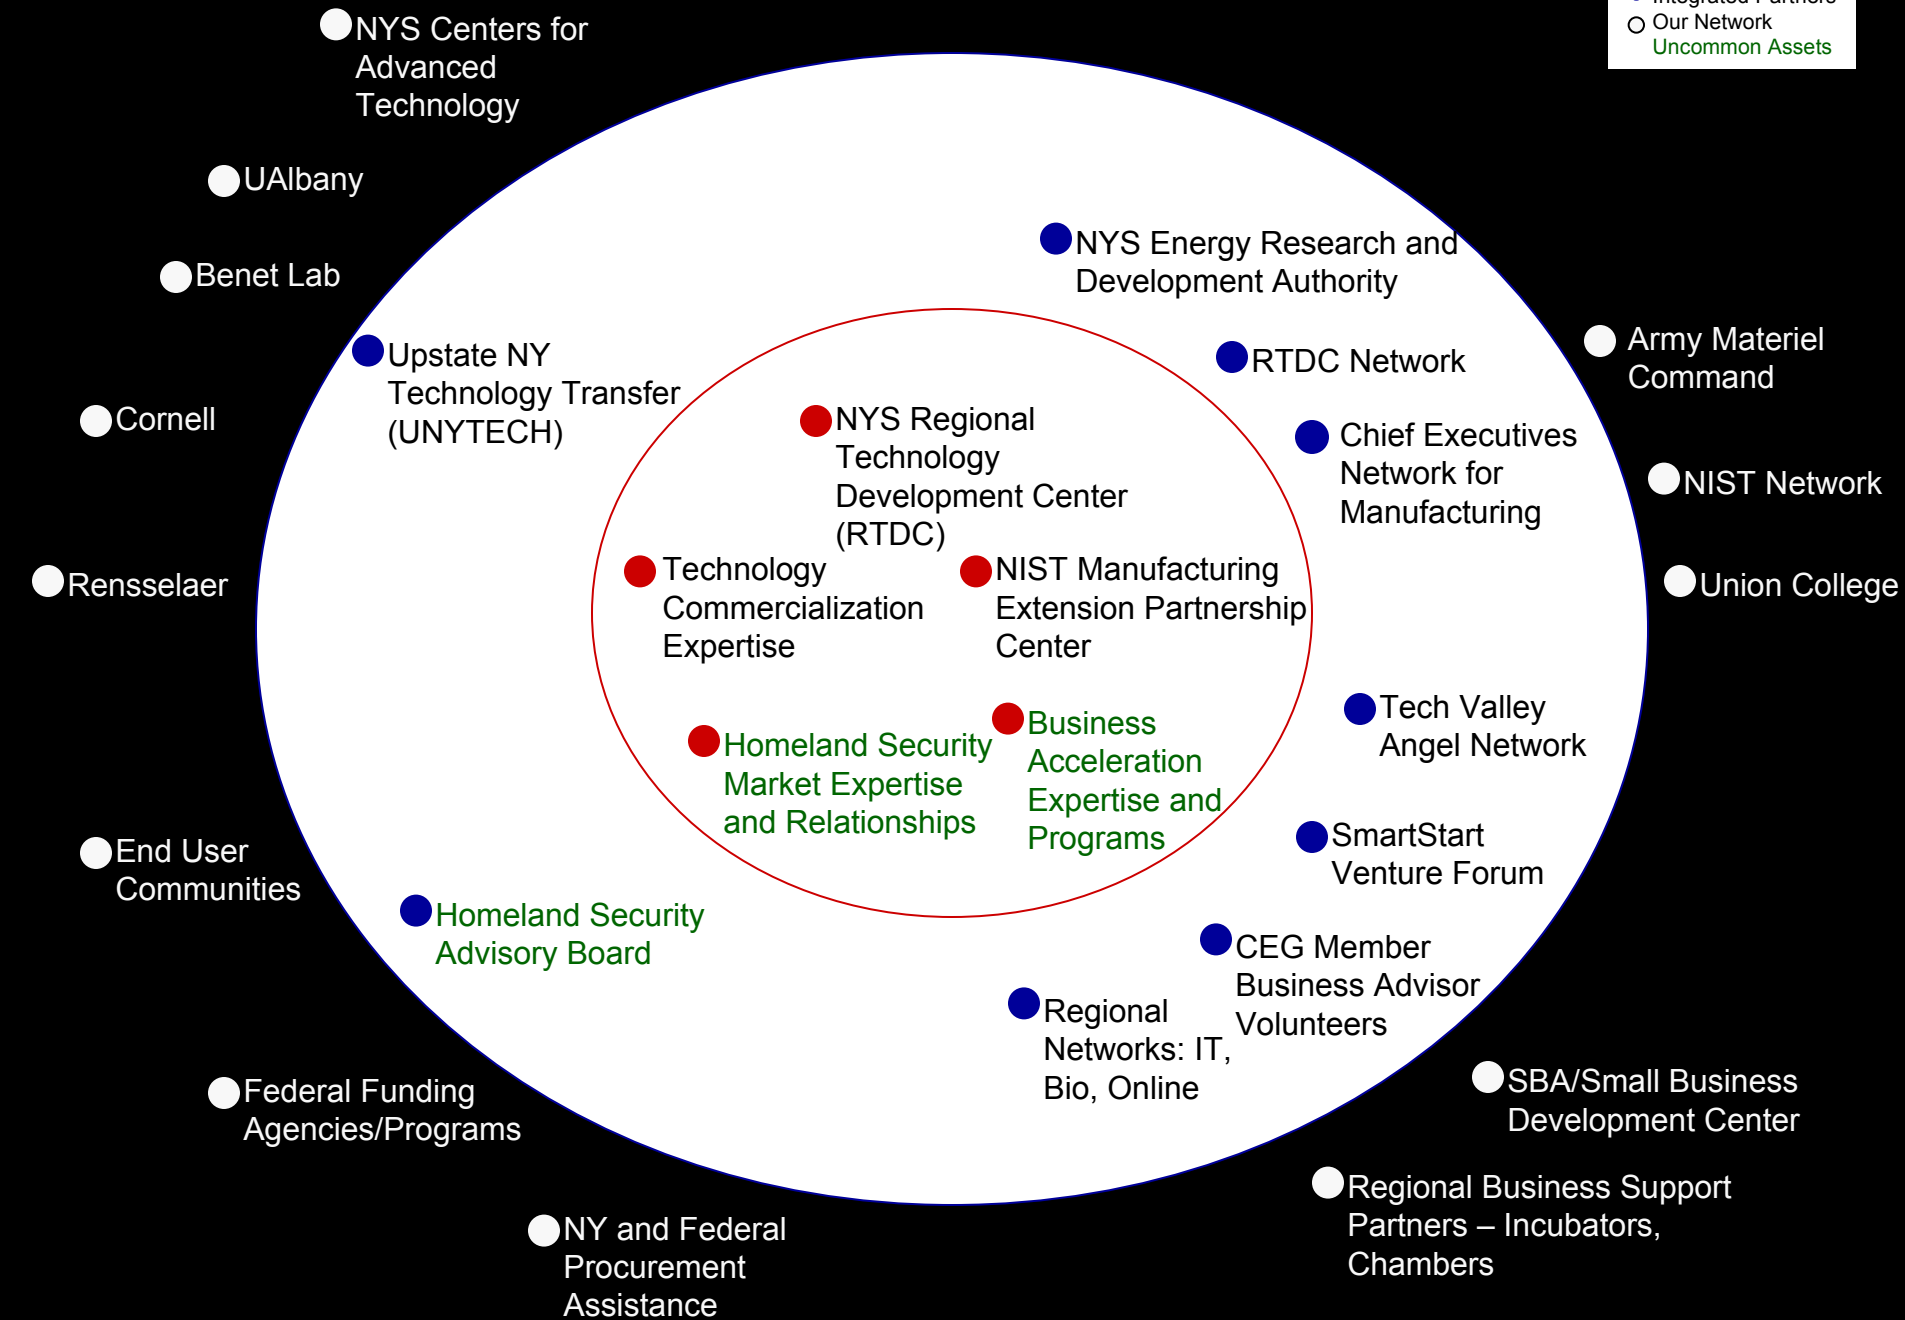 Integrated Partners
Our Network
Uncommon Assets
NYS Centers for
Advanced
Technology
UAlbany
Benet Lab
Cornell
Rensselaer
End User
Communities
Federal Funding
Agencies/Programs
NY and Federal
Procurement
Assistance
Upstate NY
Technology Transfer
(UNYTECH)
Homeland Security
Advisory Board
NYS Regional
Technology
Development Center
(RTDC)
Technology
Commercialization
Expertise
NIST Manufacturing
Extension Partnership
Center
Homeland Security
Market Expertise
and Relationships
Business
Acceleration
Expertise and
Programs
NYS Energy Research and
Development Authority
RTDC Network
Chief Executives
Network for
Manufacturing
Tech Valley
Angel Network
SmartStart
Venture Forum
CEG Member
Business Advisor
Volunteers
Regional
Networks: IT,
Bio, Online
Army Materiel
Command
NIST Network
Union College
SBA/Small Business
Development Center
Regional Business Support
Partners – Incubators,
Chambers